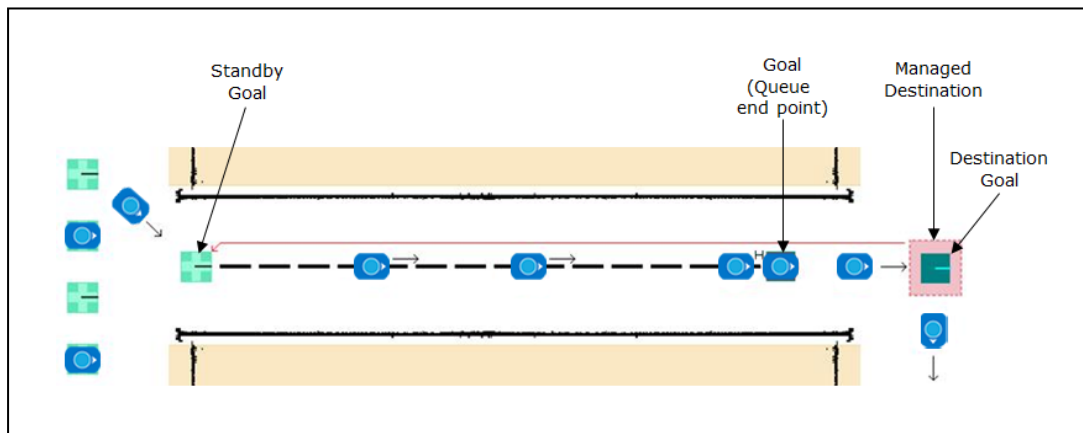 Standby
Goal
Goal
(Queue
end point)
Managed
Destination
Destination
Goal
H